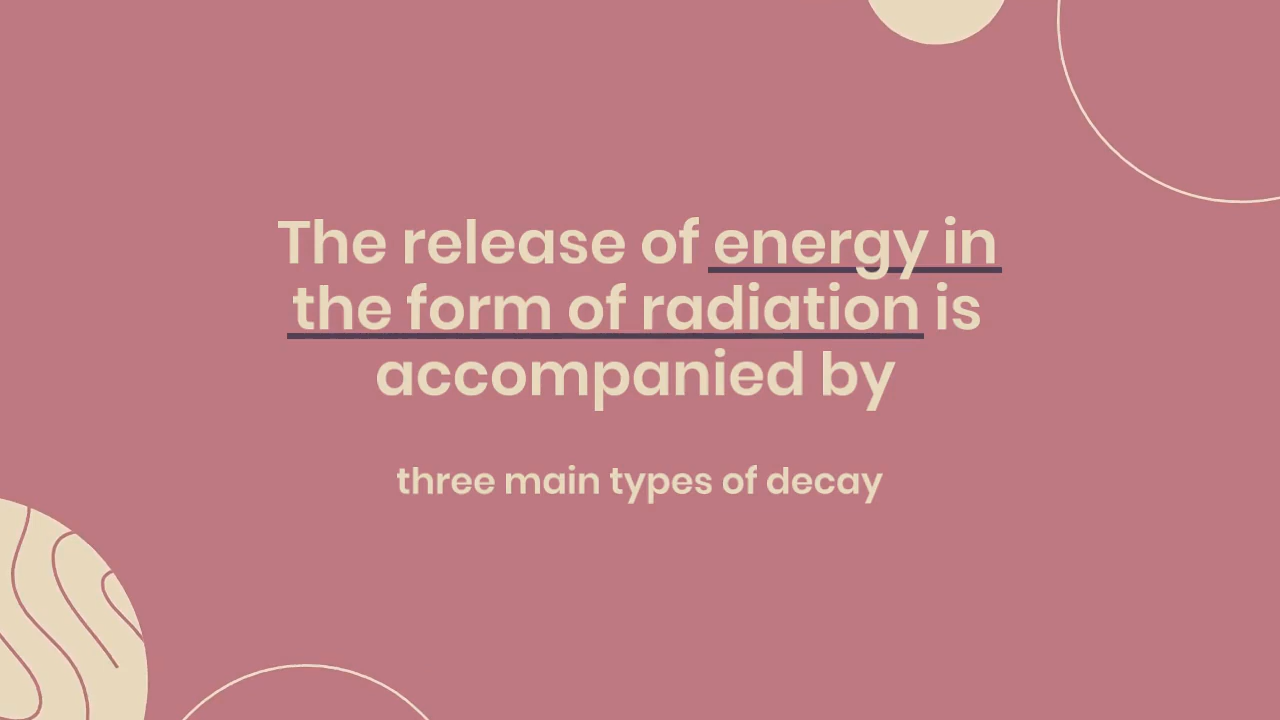 The release of energy in
the form of radiation is
accompanied by
three main types of decay